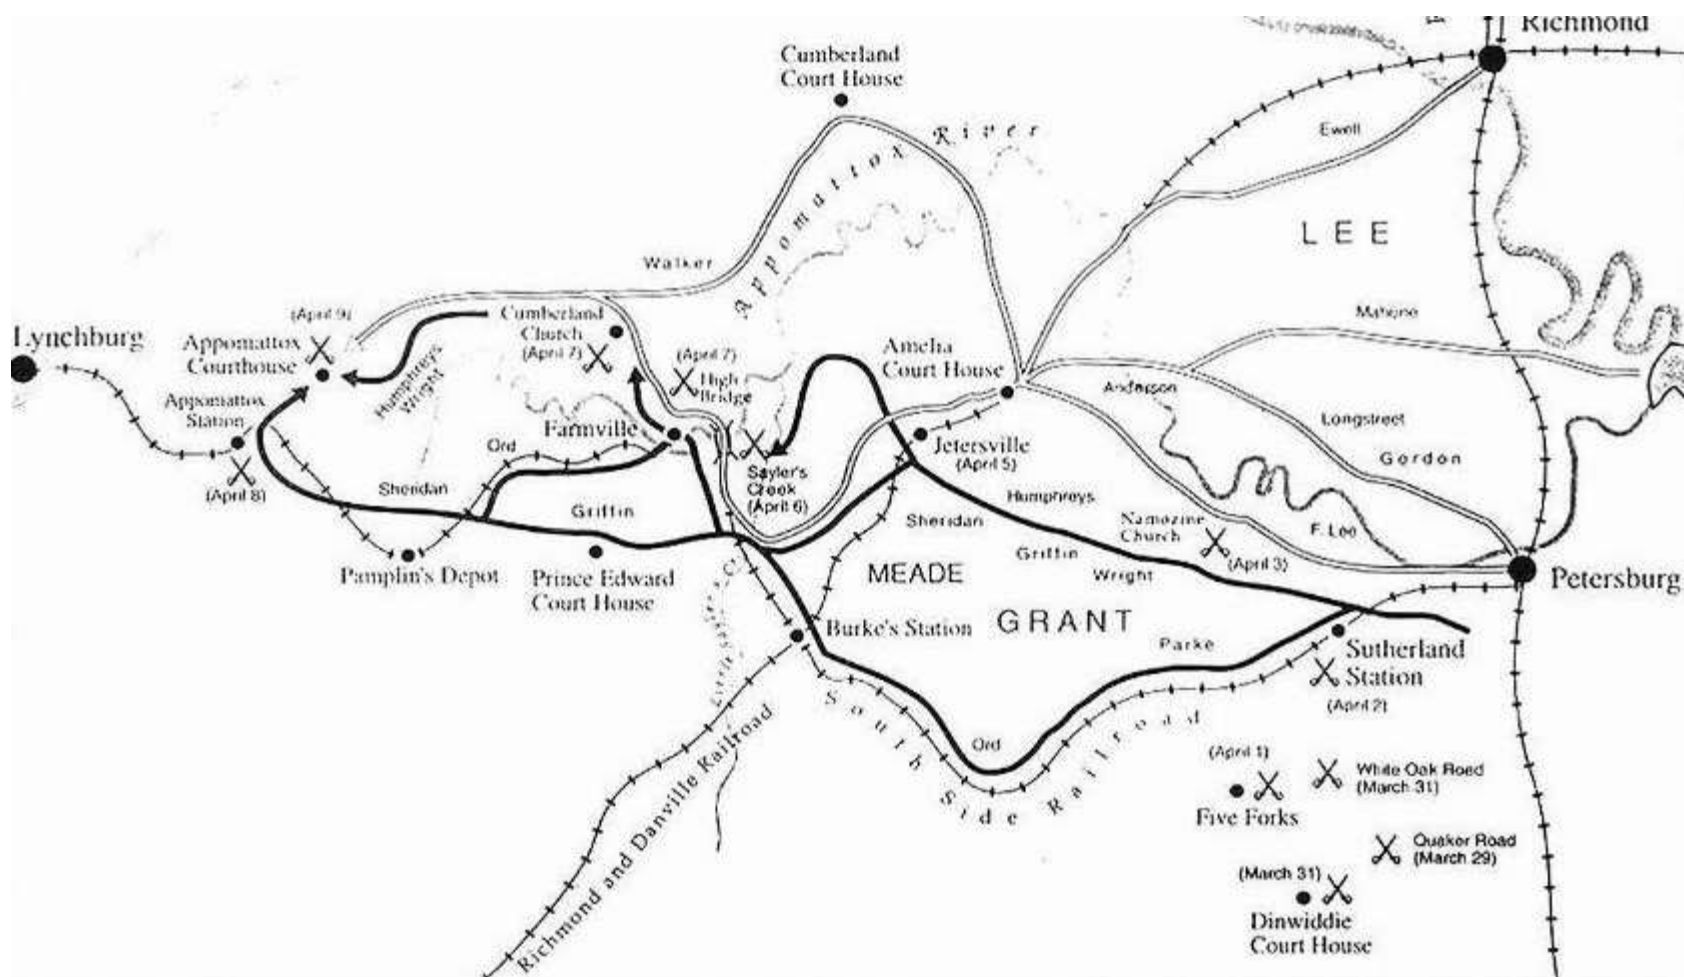 Richmond
Cumberland
Court House
Appomattox River
Ewell
LEE
Walker
Mahone
Lynchburg
(April 9)
Appomattox
Courthouse
Cumberland
Church
(April 7)
(April 7)
High
Bridge
Amelia
Court House
Humphreys
Wright
Anderson
Longstreet
Gordon
Appomattox
Station
(April 8)
Ord
Farmville
Jetersville
(April 5)
Sayler's
Creek
(April 6)
Sheridan
Griffin
Humphreys
Sheridan
Griffin
Wright
Namozine
Church
(April 3)
F. Lee
Petersburg
Pamplin's Depot
Prince Edward
Court House
MEADE
GRANT
Burke's Station
Parke
Sutherland
Station
(April 2)
South Side Railroad
Ord
Richmond and Danville Railroad
(April 1)
Five Forks
White Oak Road
(March 31)
Quaker Road
(March 29)
(March 31)
Dinwiddie
Court House